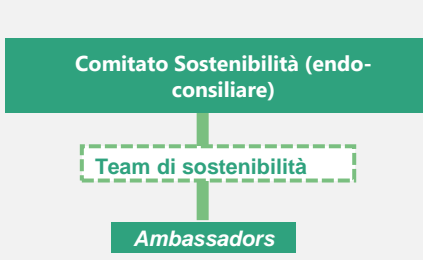 Comitato Sostenibilità (endo-
consiliare)
Team di sostenibilità
Ambassadors